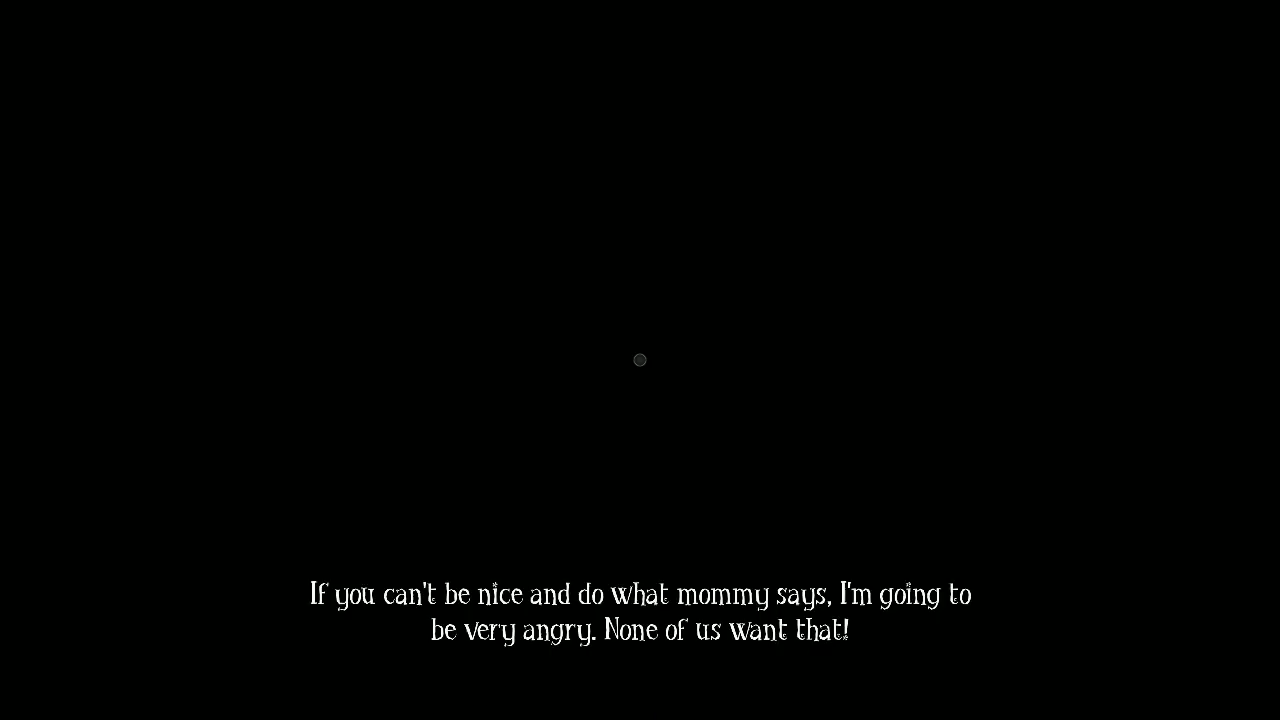 If you can't be nice and do what mommy says, I'm going to
be very angry. None of us want that!